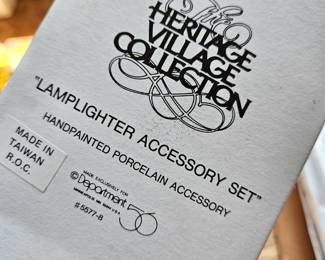 The
HERITAGE
VILLAGE
COLLECTION
"LAMPLIGHTER ACCESSORY SET"
HANDPAINTED PORCELAIN ACCESSORY
MADE IN
TAIWAN
R.O.C.
MADE EXCLUSIVELY FOR
© Department 56
#5577-8